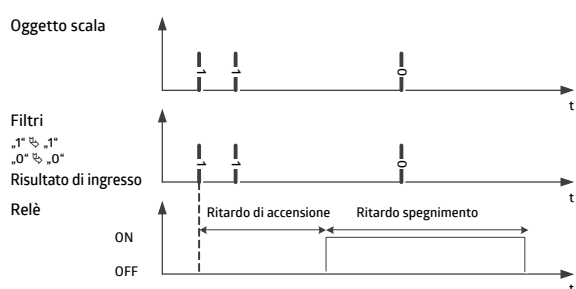 Oggetto scala
1 1 0
t
Filtri
„1“ ⮱ „1“
„0“ ⮱ „0“
1 1 0
Risultato di ingresso
t
Relè
Ritardo di accensione Ritardo spegnimento
ON
OFF
t